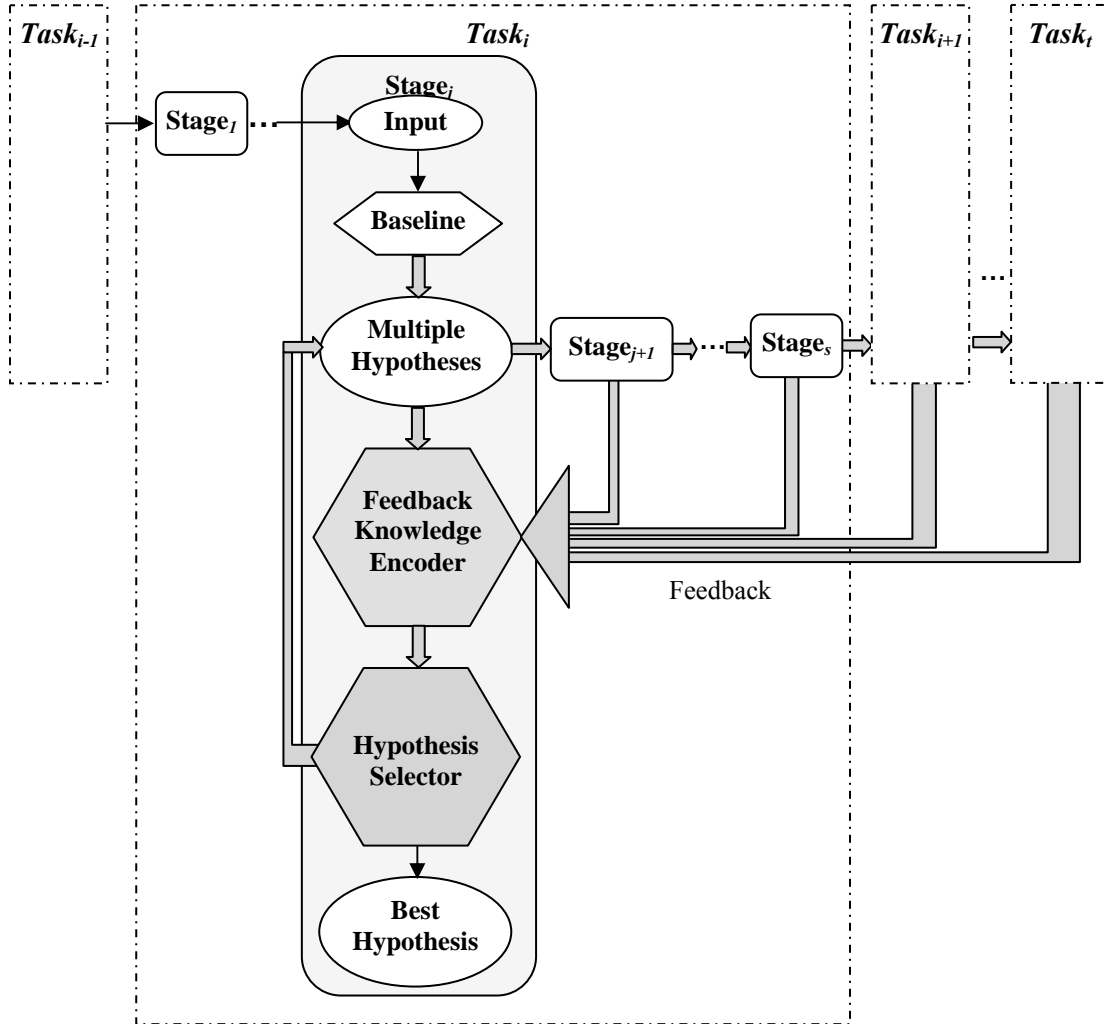 Task_{i-1}
Task_i
Task_{i+1}
Task_t
Stage_j
Stage_1
...
Input
Baseline
...
Multiple
Hypotheses
Stage_{j+1}
...
Stage_s
Feedback
Knowledge
Encoder
Feedback
Hypothesis
Selector
Best
Hypothesis